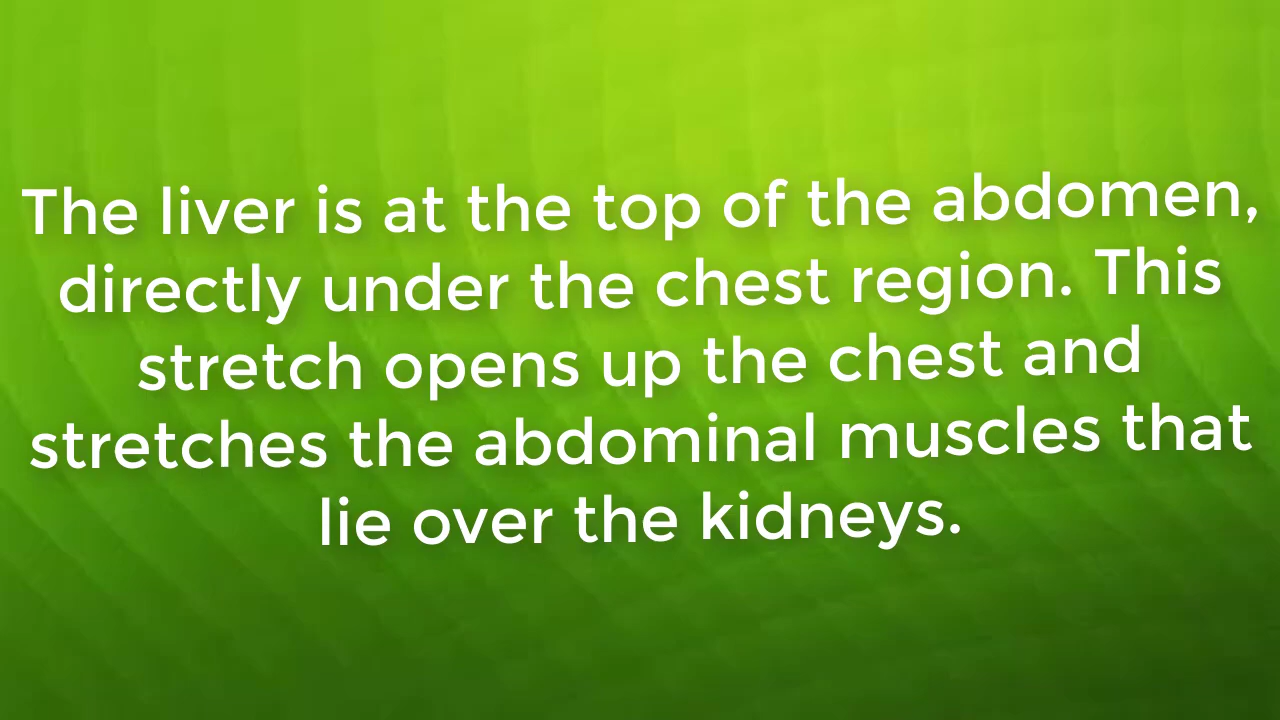 The liver is at the top of the abdomen,
directly under the chest region. This
stretch opens up the chest and
stretches the abdominal muscles that
lie over the kidneys.